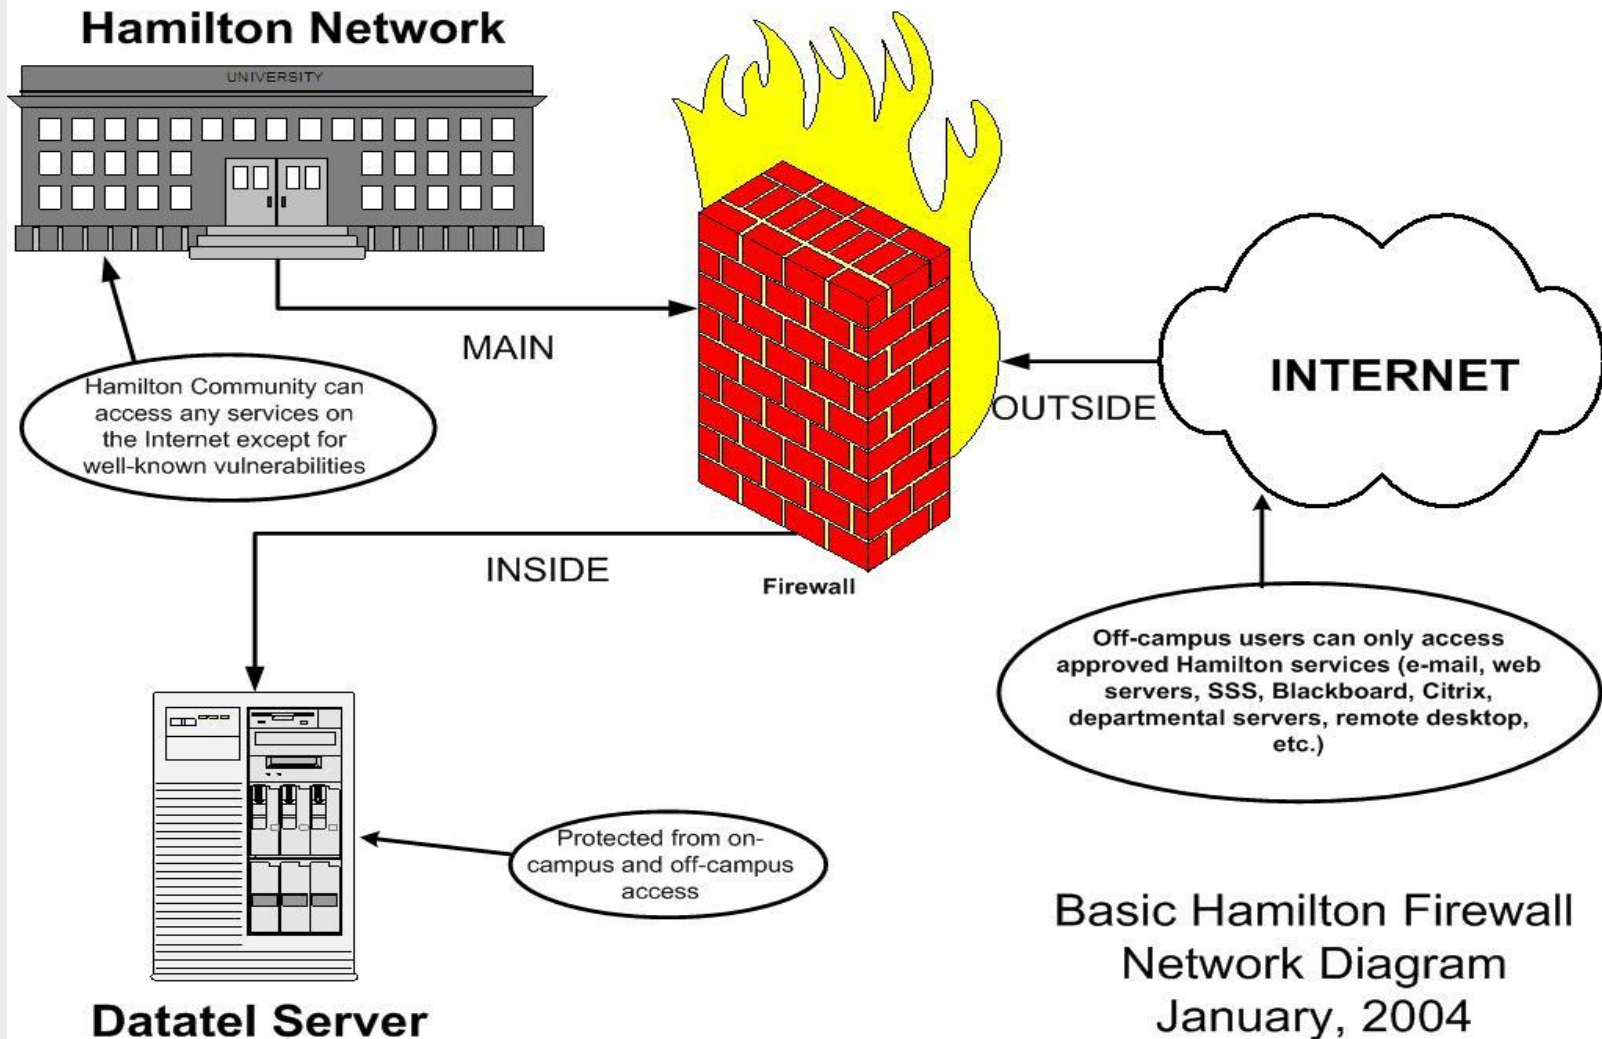 Hamilton Network
UNIVERSITY
MAIN
Hamilton Community can
access any services on
the Internet except for
well-known vulnerabilities
INTERNET
OUTSIDE
INSIDE
Firewall
Off-campus users can only access
approved Hamilton services (e-mail, web
servers, SSS, Blackboard, Citrix,
departmental servers, remote desktop,
etc.)
Protected from on-
campus and off-campus
access
Datatel Server
Basic Hamilton Firewall
Network Diagram
January, 2004